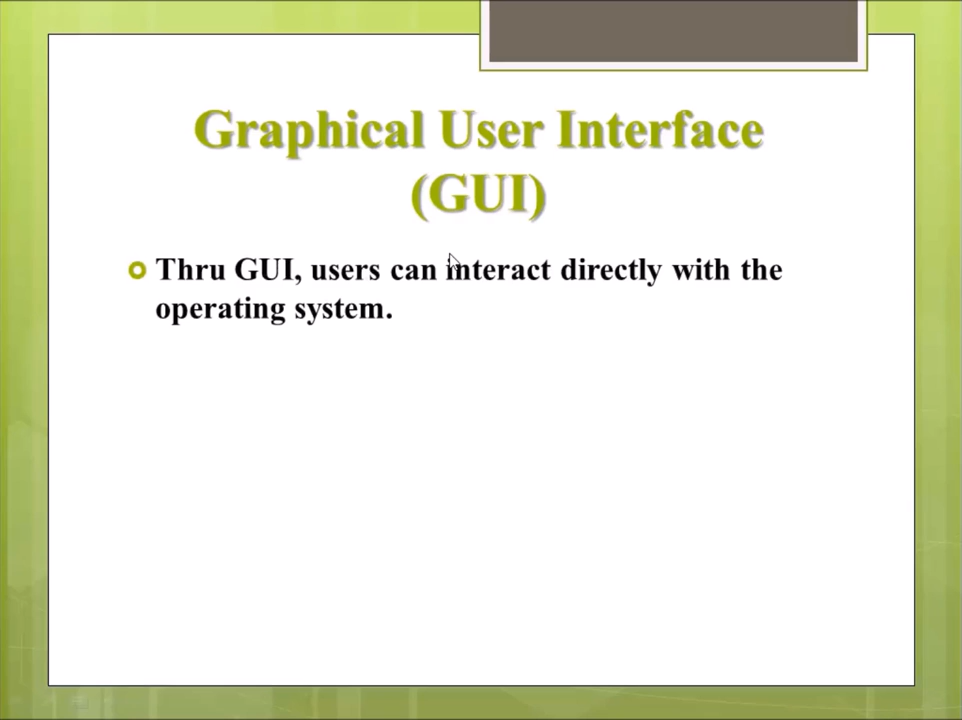 Graphical User Interface
(GUI)
Thru GUI, users can interact directly with the
operating system.